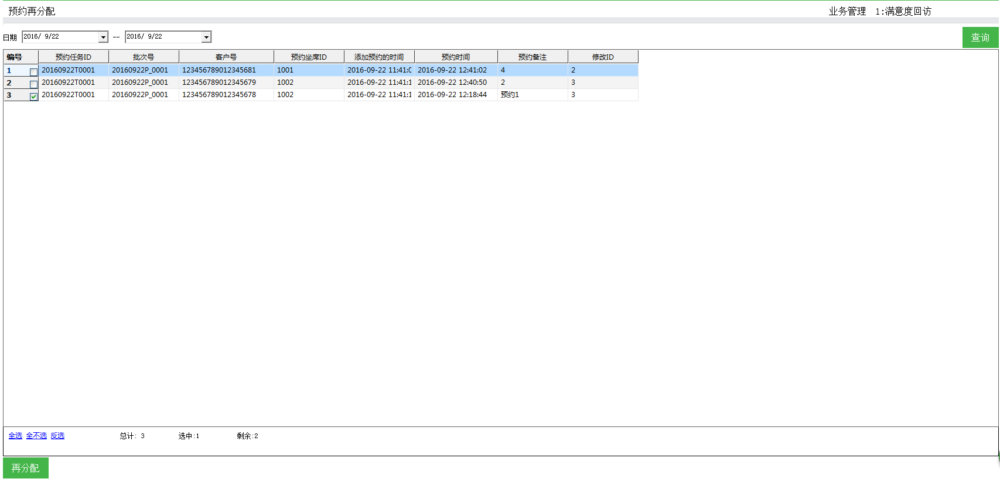 预约再分配 业务管理 1:满意度回访
日期 2016/ 9/22 -- 2016/ 9/22 查询
编号 预约任务ID 批次号 客户号 预约坐席ID 添加预约的时间 预约时间 预约备注 修改ID
1 20160922T0001 20160922P_0001 123456789012345681 1001 2016-09-22 11:41:0 2016-09-22 12:41:02 4 2
2 20160922T0001 20160922P_0001 123456789012345679 1002 2016-09-22 11:41:1 2016-09-22 12:40:50 2 3
3 20160922T0001 20160922P_0001 123456789012345678 1002 2016-09-22 11:41:1 2016-09-22 12:18:44 预约1 3
全选 全不选 反选 总计: 3 选中:1 剩余:2
再分配